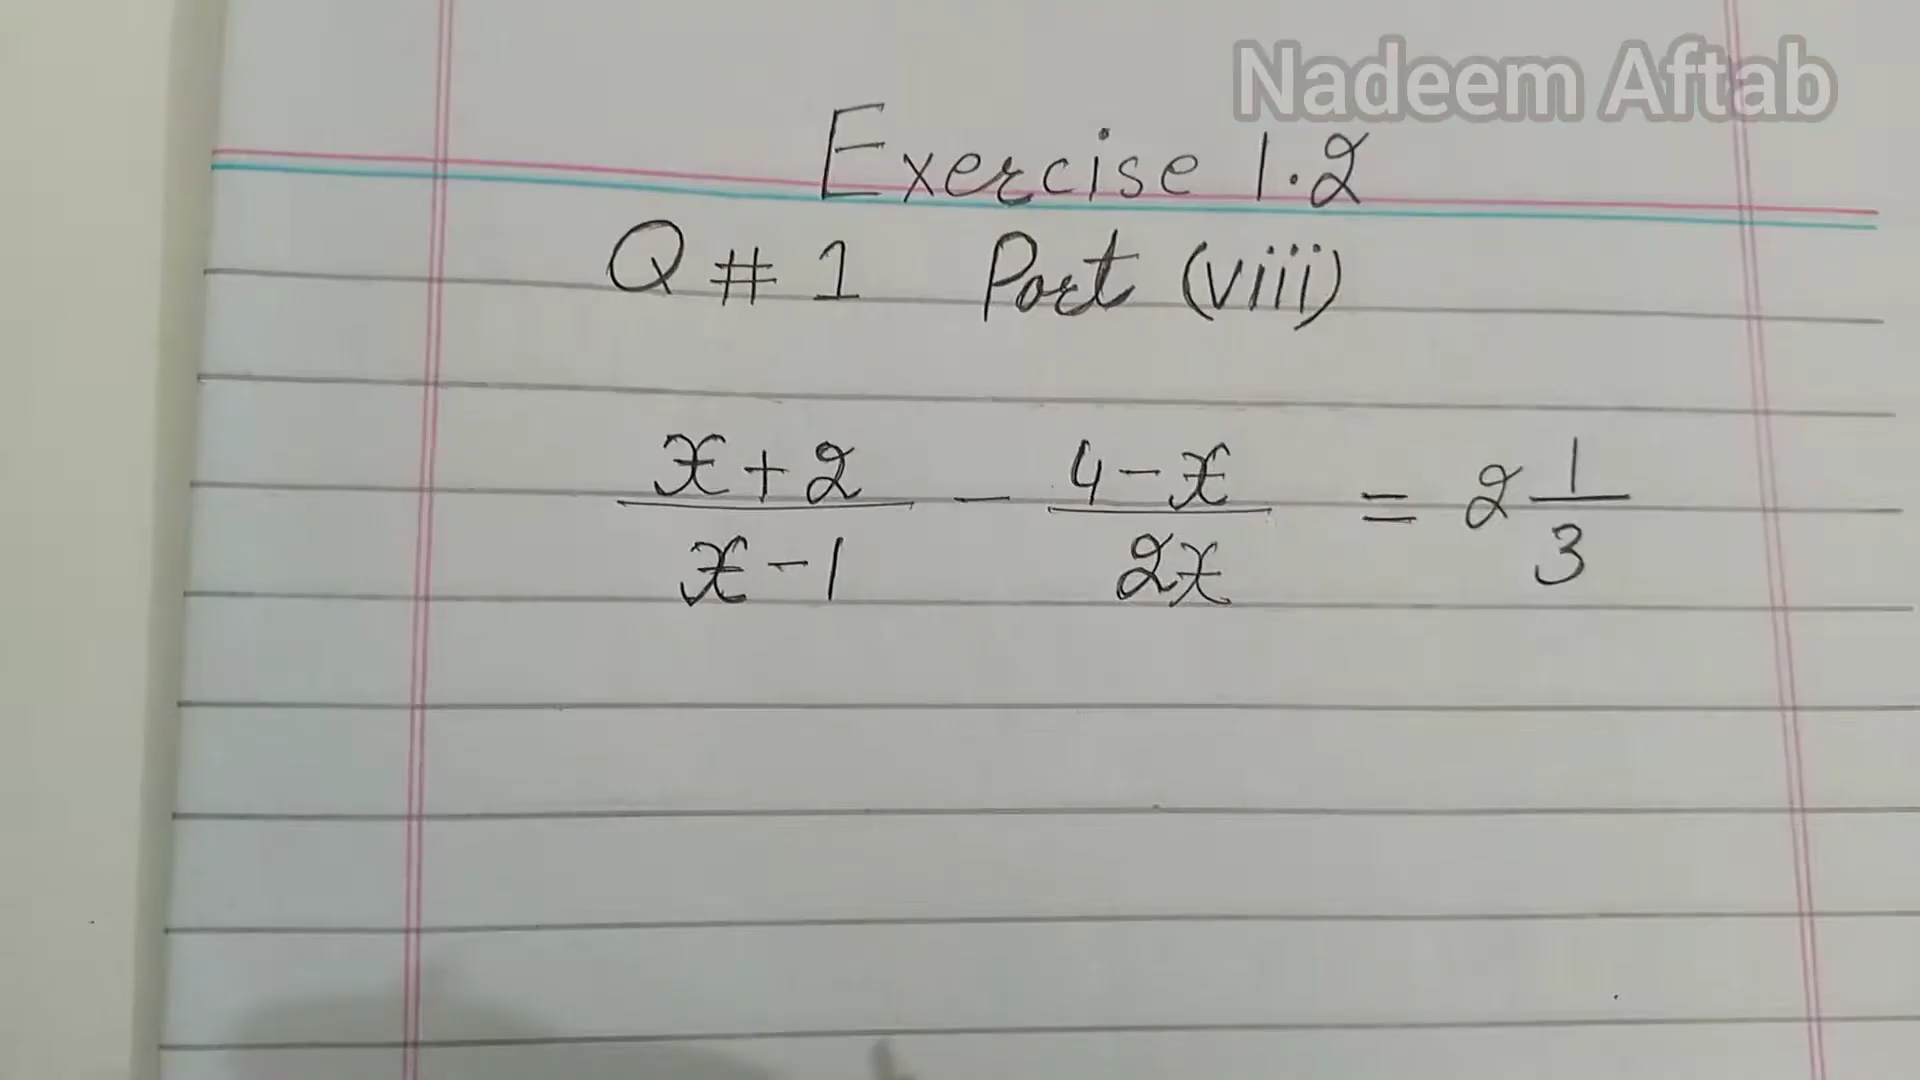 Nadeem Aftab
Exercise 1.2
Q # 1 Part (viii)
x+2 / x-1 - 4-x / 2x = 2 1/3